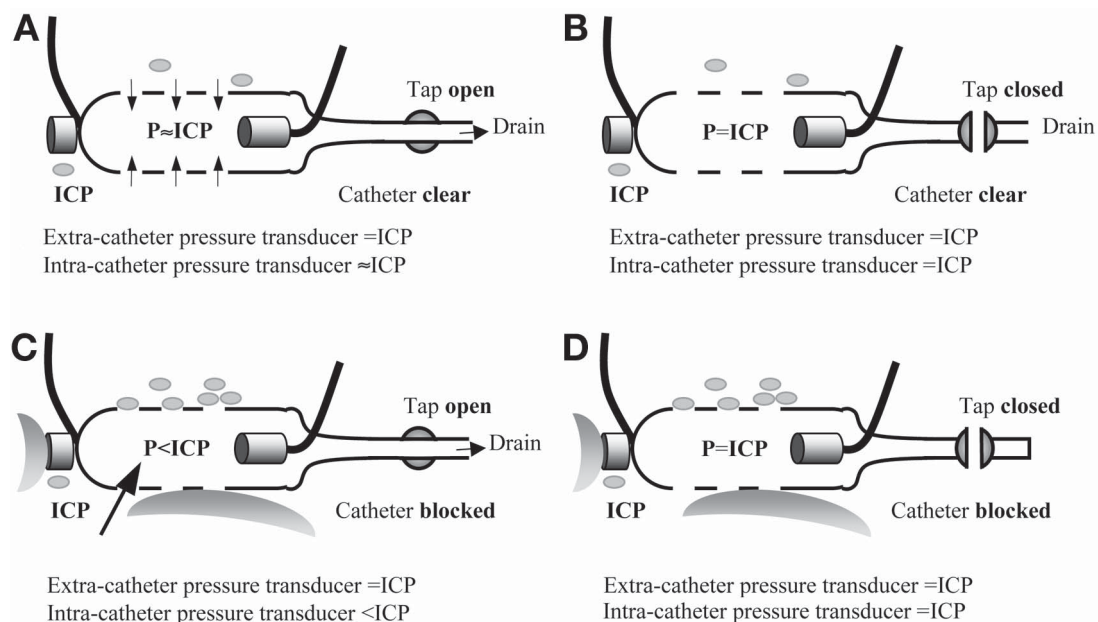 A
Tap open
P≈ICP
Drain
ICP
Catheter clear
Extra-catheter pressure transducer =ICP
Intra-catheter pressure transducer ≈ICP
B
Tap closed
P=ICP
Drain
ICP
Catheter clear
Extra-catheter pressure transducer =ICP
Intra-catheter pressure transducer =ICP
C
Tap open
P<ICP
Drain
ICP
Catheter blocked
Extra-catheter pressure transducer =ICP
Intra-catheter pressure transducer <ICP
D
Tap closed
P=ICP
ICP
Catheter blocked
Extra-catheter pressure transducer =ICP
Intra-catheter pressure transducer =ICP